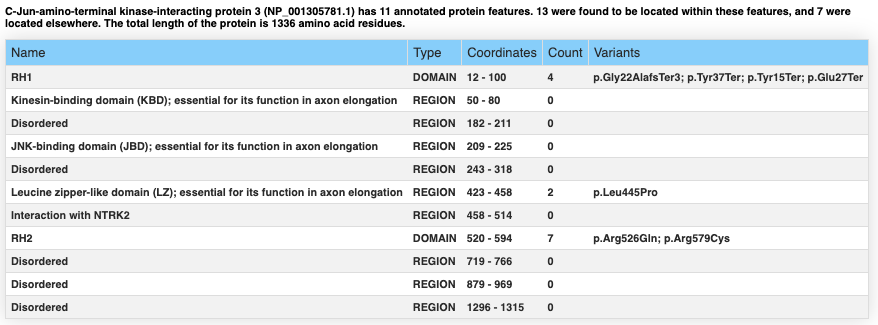 C-Jun-amino-terminal kinase-interacting protein 3 (NP_001305781.1) has 11 annotated protein features. 13 were found to be located within these features, and 7 were
located elsewhere. The total length of the protein is 1336 amino acid residues.
Name Type Coordinates Count Variants
RH1 DOMAIN 12 - 100 4 p.Gly22AlafsTer3; p.Tyr37Ter; p.Tyr15Ter; p.Glu27Ter
Kinesin-binding domain (KBD); essential for its function in axon elongation REGION 50 - 80 0
Disordered REGION 182 - 211 0
JNK-binding domain (JBD); essential for its function in axon elongation REGION 209 - 225 0
Disordered REGION 243 - 318 0
Leucine zipper-like domain (LZ); essential for its function in axon elongation REGION 423 - 458 2 p.Leu445Pro
Interaction with NTRK2 REGION 458 - 514 0
RH2 DOMAIN 520 - 594 7 p.Arg526Gln; p.Arg579Cys
Disordered REGION 719 - 766 0
Disordered REGION 879 - 969 0
Disordered REGION 1296 - 1315 0